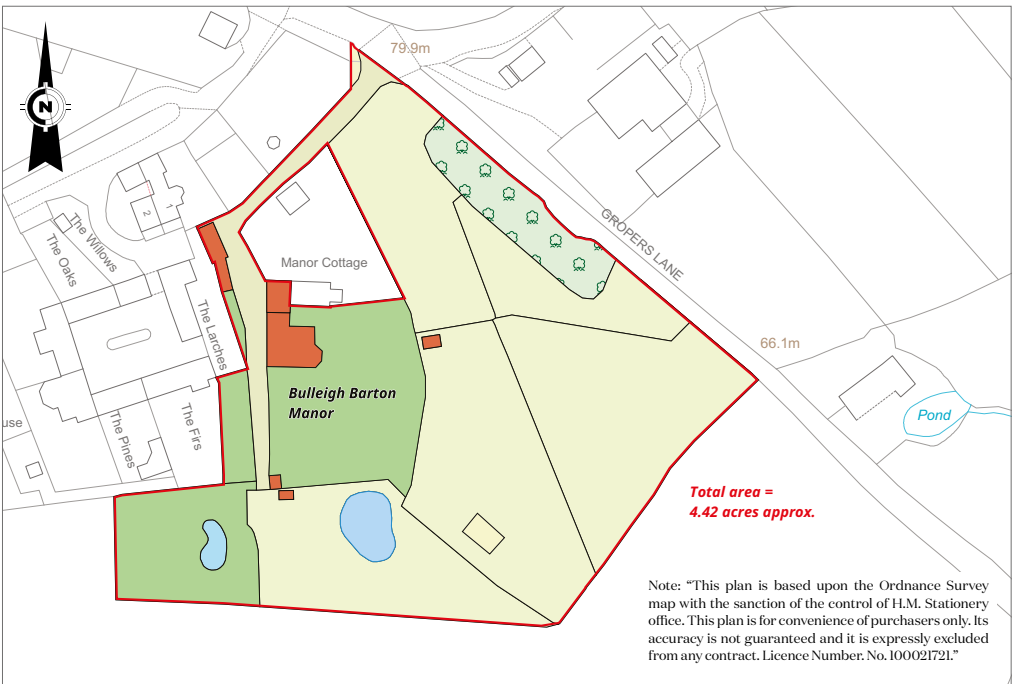 79.9m
N
GROPERS LANE
1
2
The Willows
The Oaks
Manor Cottage
The Larches
66.1m
Bulleigh Barton
Manor
Pond
use
The Firs
The Pines
Total area =
4.42 acres approx.
Note: “This plan is based upon the Ordnance Survey
map with the sanction of the control of H.M. Stationery
office. This plan is for convenience of purchasers only. Its
accuracy is not guaranteed and it is expressly excluded
from any contract. Licence Number. No. 100021721.”